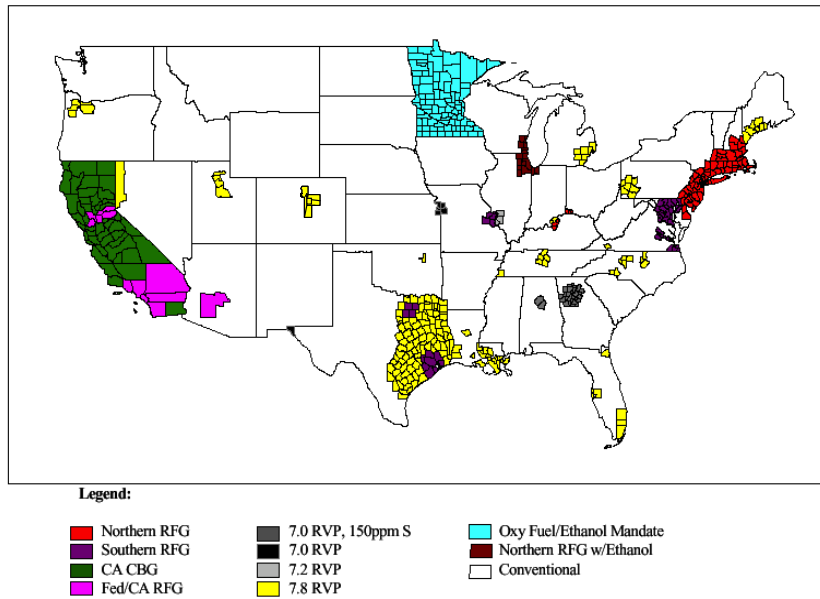 Legend:
Northern RFG
Southern RFG
CA CBG
Fed/CA RFG
7.0 RVP, 150ppm S
7.0 RVP
7.2 RVP
7.8 RVP
Oxy Fuel/Ethanol Mandate
Northern RFG w/Ethanol
Conventional